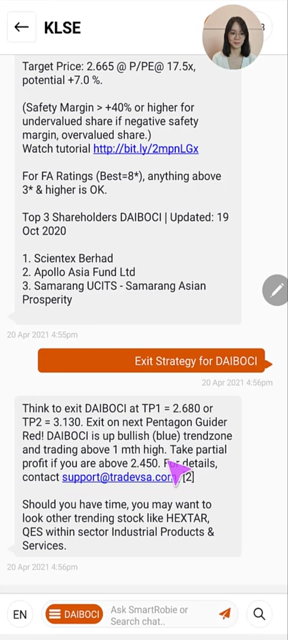 KLSE
Target Price: 2.665 @ P/PE@ 17.5x,
potential +7.0 %.
(Safety Margin > +40% or higher for
undervalued share if negative safety
margin, overvalued share.)
Watch tutorial http://bit.ly/2mpnLGx
For FA Ratings (Best=8*), anything above
3* & higher is OK.
Top 3 Shareholders DAIBOCI | Updated: 19
Oct 2020
1. Scientex Berhad
2. Apollo Asia Fund Ltd
3. Samarang UCITS - Samarang Asian
Prosperity
20 Apr 2021 4:55pm
Exit Strategy for DAIBOCI
20 Apr 2021 4:56pm
Think to exit DAIBOCI at TP1 = 2.680 or
TP2 = 3.130. Exit on next Pentagon Guider
Red! DAIBOCI is up bullish (blue) trendzone
and trading above 1 mth high. Take partial
profit if you are above 2.450. For details,
contact support@tradevsa.com [2]
Should you have time, you may want to
look other trending stock like HEXTAR,
QES within sector Industrial Products &
Services.
20 Apr 2021 4:56pm
EN
DAIBOCI
Ask SmartRobie or
Search chat..